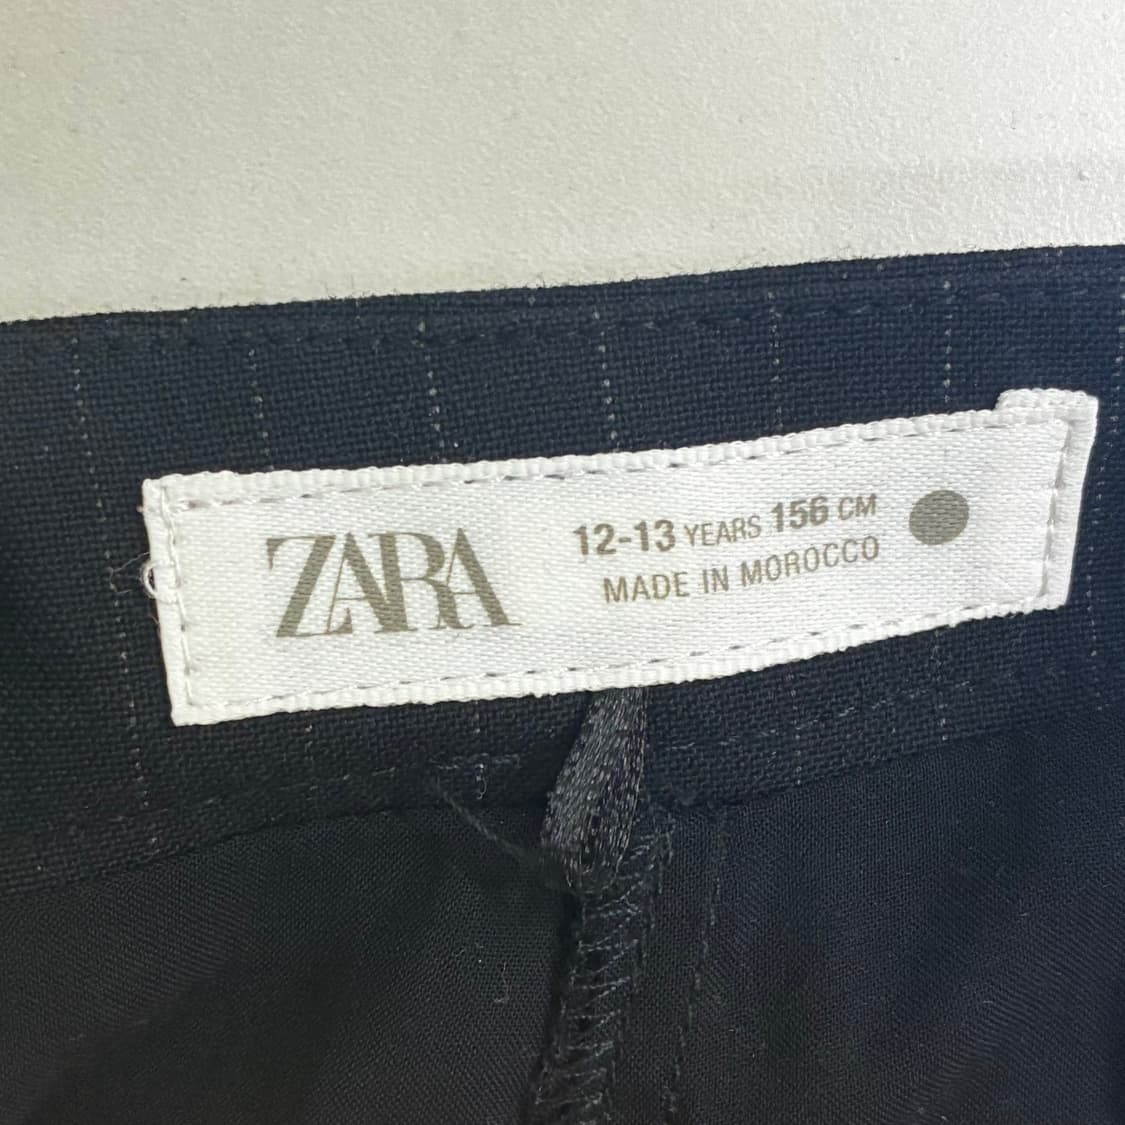 ZARA
12-13 YEARS 156 CM
MADE IN MOROCCO